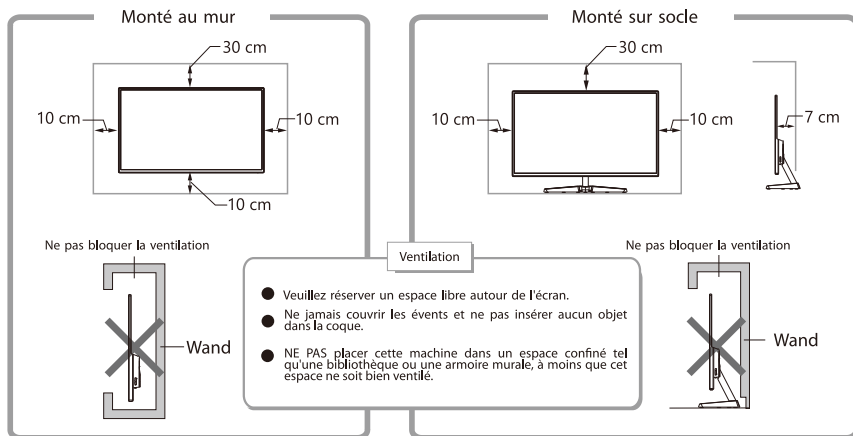 Monté au mur
30 cm
10 cm
10 cm
10 cm
Ne pas bloquer la ventilation
Wand
Monté sur socle
30 cm
10 cm
10 cm
7 cm
Ne pas bloquer la ventilation
Wand
Ventilation
● Veuillez réserver un espace libre autour de l'écran.
● Ne jamais couvrir les évents et ne pas insérer aucun objet
dans la coque.
● NE PAS placer cette machine dans un espace confiné tel
qu'une bibliothèque ou une armoire murale, à moins que cet
espace ne soit bien ventilé.